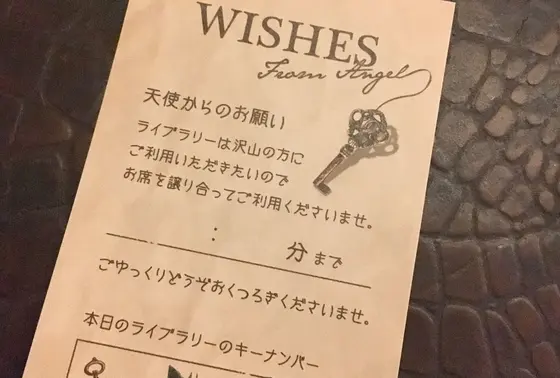 WISHES
From Angel
天使からのお願い
ライブラリーは沢山の方に
ご利用いただきたいので
お席を譲り合ってご利用くださいませ。
: 分まで
ごゆっくりどうぞおくつろぎくださいませ。
本日のライブラリーのキーナンバー